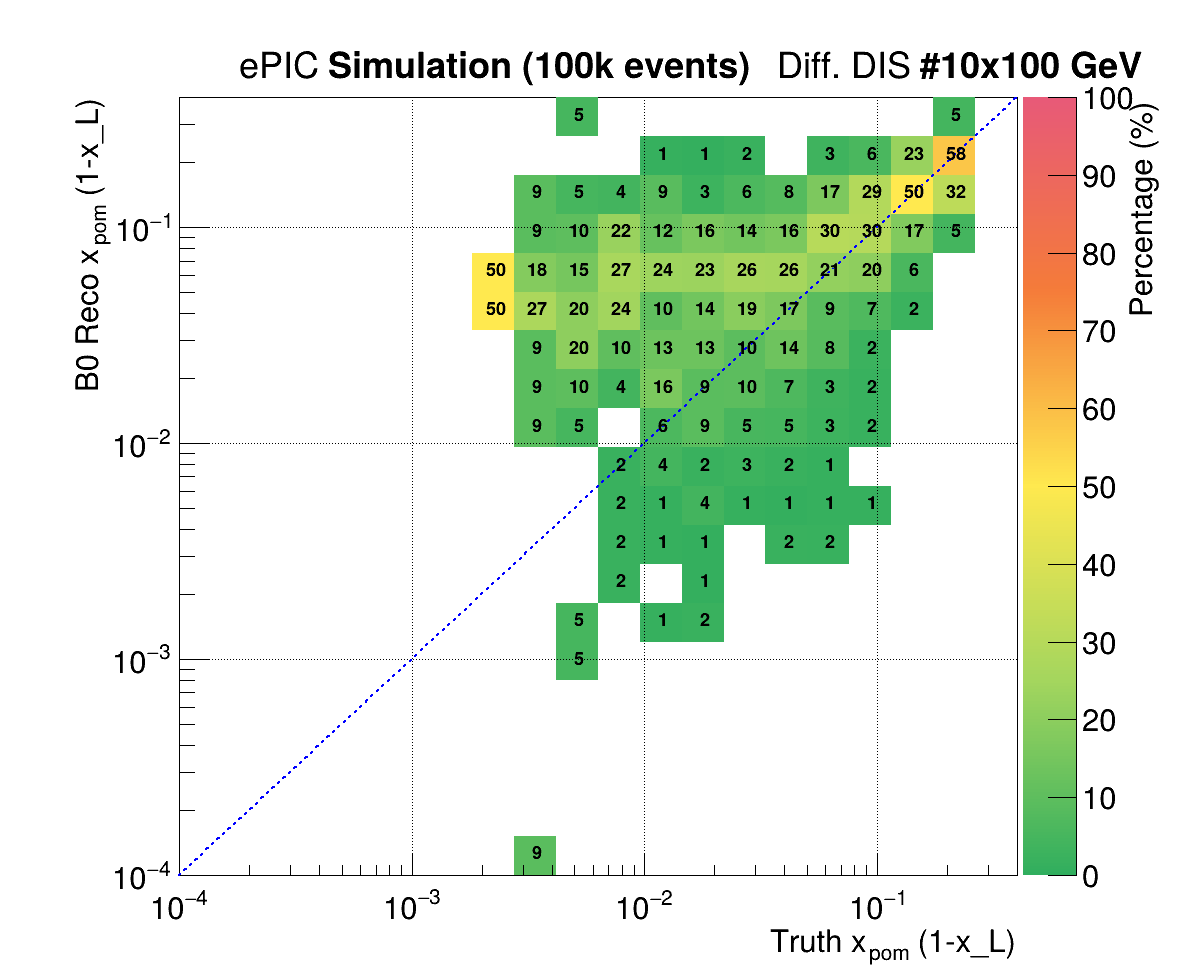 ePIC Simulation (100k events) Diff. DIS #10x100 GeV
B0 Reco x_pom (1-x_L)
Percentage (%)
100
90
80
70
60
50
40
30
20
10
0
10⁻¹
10⁻²
10⁻³
10⁻⁴
5 5
1 1 2 3 6 23 58
9 5 4 9 3 6 8 17 29 50 32
9 10 22 12 16 14 16 30 30 17 5
50 18 15 27 24 23 26 26 21 20 6
50 27 20 24 10 14 19 17 9 7 2
9 20 10 13 13 10 14 8 2
9 10 4 16 9 10 7 3 2
9 5 6 9 5 5 3 2
2 4 2 3 2 1
2 1 4 1 1 1 1
2 1 1 2 2
2 1
5 1 2
5
9
10⁻⁴ 10⁻³ 10⁻² 10⁻¹
Truth x_pom (1-x_L)